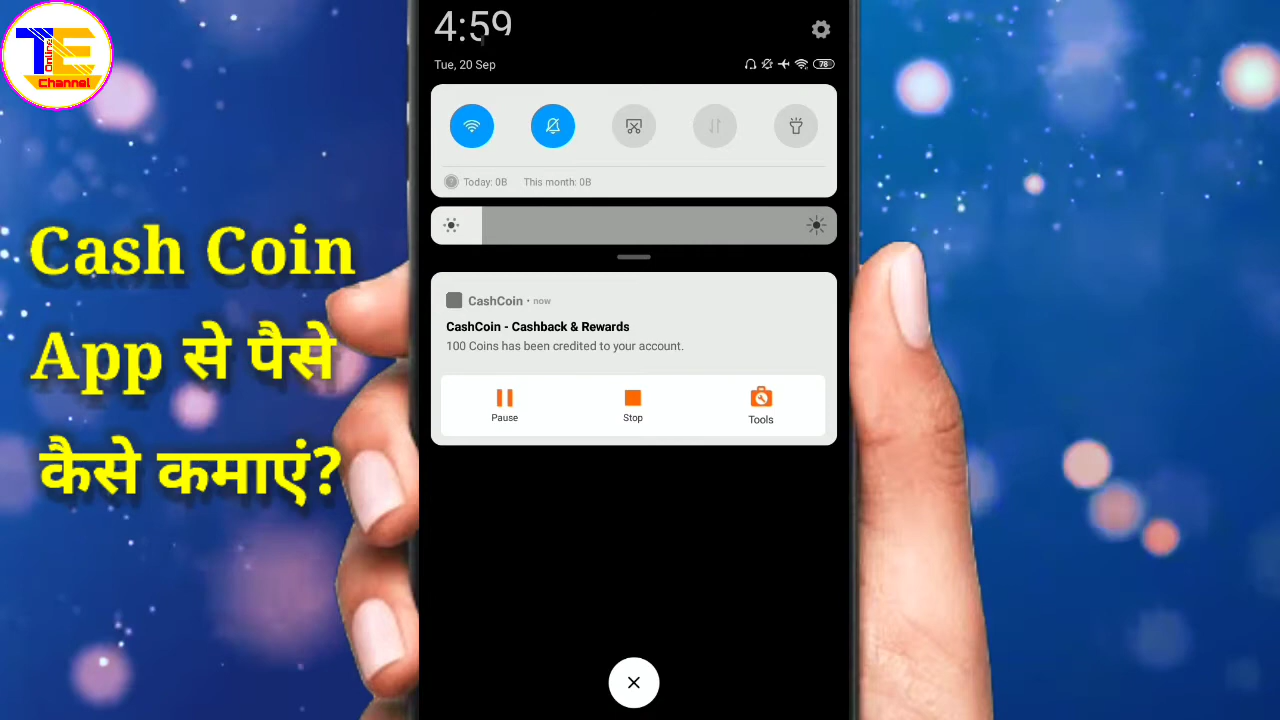 TE
Online
Channel
Cash Coin
App से पैसे
कैसे कमाएं?
4:59
Tue, 20 Sep
78
Today: 0B This month: 0B
CashCoin • now
CashCoin - Cashback & Rewards
100 Coins has been credited to your account.
Pause Stop Tools